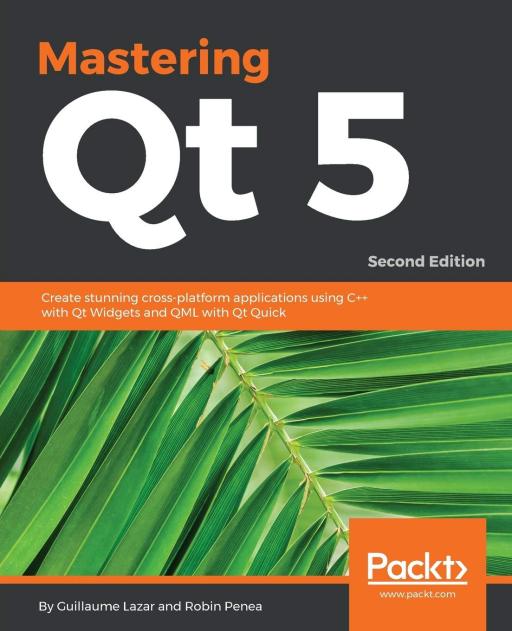 Mastering
Qt 5
Second Edition
Create stunning cross-platform applications using C++
with Qt Widgets and QML with Qt Quick
Packt>
www.packt.com
By Guillaume Lazar and Robin Penea